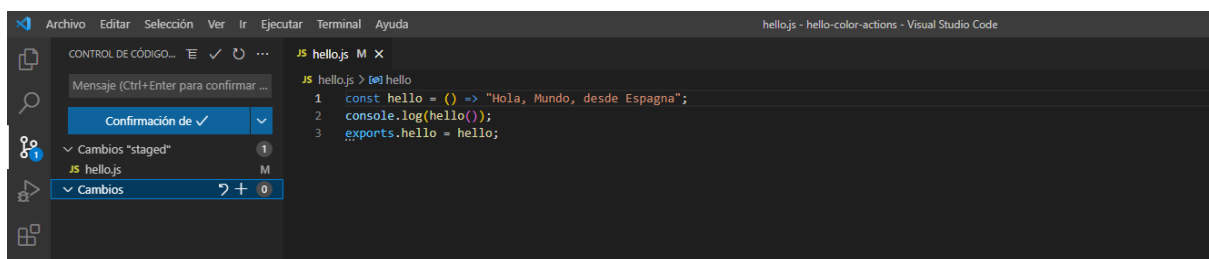 Archivo Editar Selección Ver Ir Ejecutar Terminal Ayuda
hello.js - hello-color-actions - Visual Studio Code
CONTROL DE CÓDIGO...
JS hello.js M
JS hello.js > hello
Mensaje (Ctrl+Enter para confirmar ...
Confirmación de
1
Cambios "staged" 1
JS hello.js M
Cambios 0
1 const hello = () => "Hola, Mundo, desde Espagna";
2 console.log(hello());
3 exports.hello = hello;